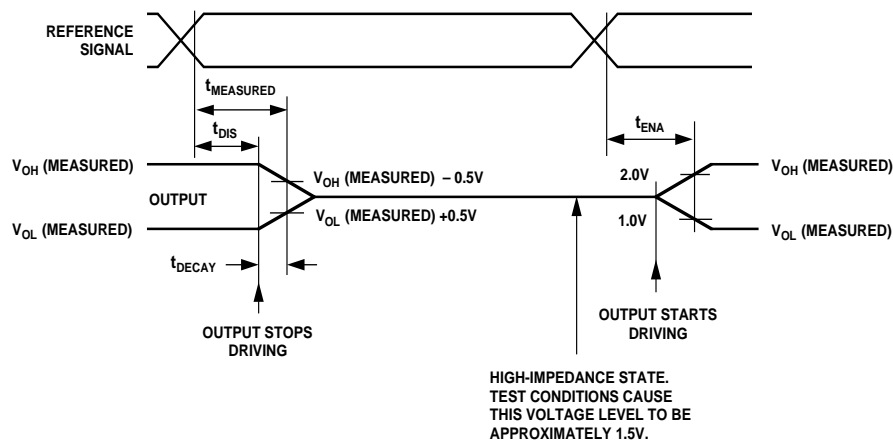 REFERENCE
SIGNAL
tMEASURED
tDIS
tENA
VOH (MEASURED)
VOH (MEASURED) – 0.5V
2.0V
VOH (MEASURED)
OUTPUT
VOL (MEASURED) +0.5V
1.0V
VOL (MEASURED)
VOL (MEASURED)
tDECAY
OUTPUT STOPS
DRIVING
OUTPUT STARTS
DRIVING
HIGH-IMPEDANCE STATE.
TEST CONDITIONS CAUSE
THIS VOLTAGE LEVEL TO BE
APPROXIMATELY 1.5V.